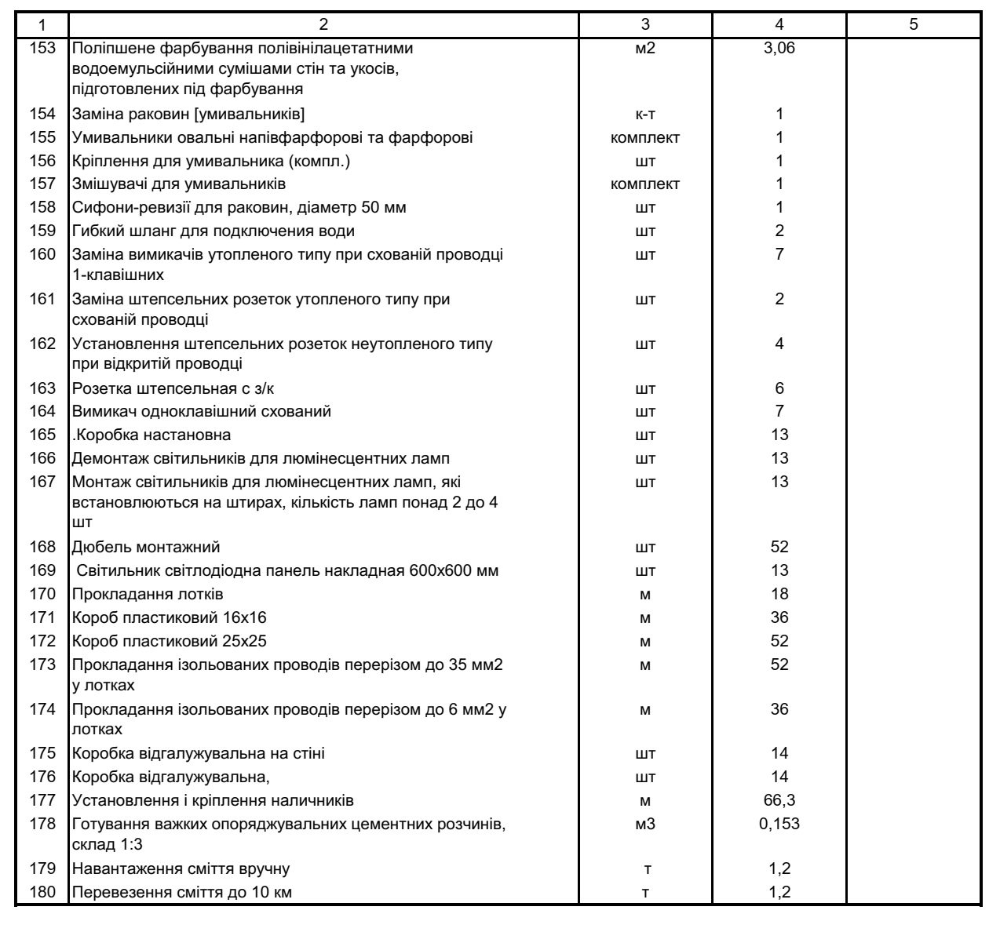 1 2 3 4 5
153 Поліпшене фарбування полівінілацетатними м2 3,06
водоемульсійними сумішами стін та укосів,
підготовлених під фарбування
154 Заміна раковин [умивальників] к-т 1
155 Умивальники овальні напівфарфорові та фарфорові комплект 1
156 Кріплення для умивальника (компл.) шт 1
157 Змішувачі для умивальників комплект 1
158 Сифони-ревизії для раковин, діаметр 50 мм шт 1
159 Гибкий шланг для подключения води шт 2
160 Заміна вимикачів утопленого типу при схованій проводці шт 7
1-клавішних
161 Заміна штепсельних розеток утопленого типу при шт 2
схованій проводці
162 Установлення штепсельних розеток неутопленого типу шт 4
при відкритій проводці
163 Розетка штепсельная с з/к шт 6
164 Вимикач одноклавішний схований шт 7
165 .Коробка настановна шт 13
166 Демонтаж світильників для люмінесцентних ламп шт 13
167 Монтаж світильників для люмінесцентних ламп, які шт 13
встановлюються на штирах, кількість ламп понад 2 до 4
шт
168 Дюбель монтажний шт 52
169 Світильник світлодіодна панель накладная 600х600 мм шт 13
170 Прокладання лотків м 18
171 Короб пластиковий 16х16 м 36
172 Короб пластиковий 25х25 м 52
173 Прокладання ізольованих проводів перерізом до 35 мм2 м 52
у лотках
174 Прокладання ізольованих проводів перерізом до 6 мм2 у м 36
лотках
175 Коробка відгалужувальна на стіні шт 14
176 Коробка відгалужувальна, шт 14
177 Установлення і кріплення наличників м 66,3
178 Готування важких опоряджувальних цементних розчинів, м3 0,153
склад 1:3
179 Навантаження сміття вручну т 1,2
180 Перевезення сміття до 10 км т 1,2